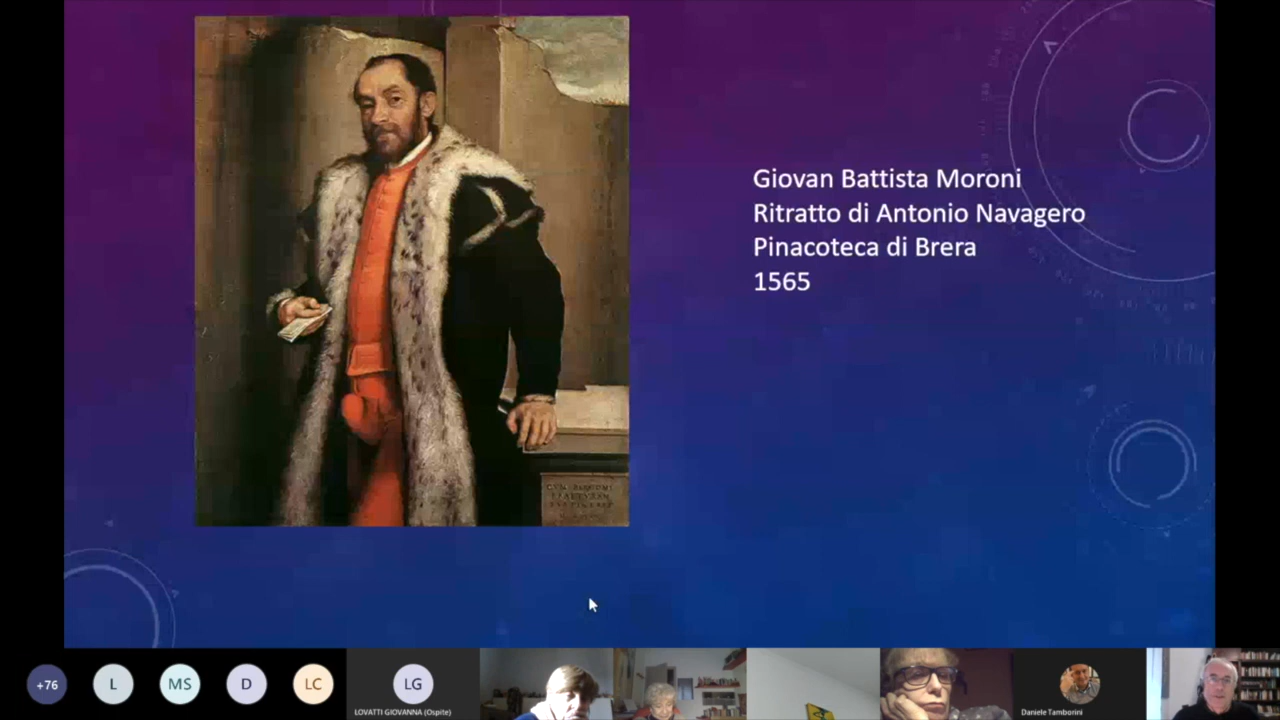 Giovan Battista Moroni
Ritratto di Antonio Navagero
Pinacoteca di Brera
1565
+76
L
MS
D
LC
LG
LOVATTI GIOVANNA (Ospite)
Daniele Tamborini